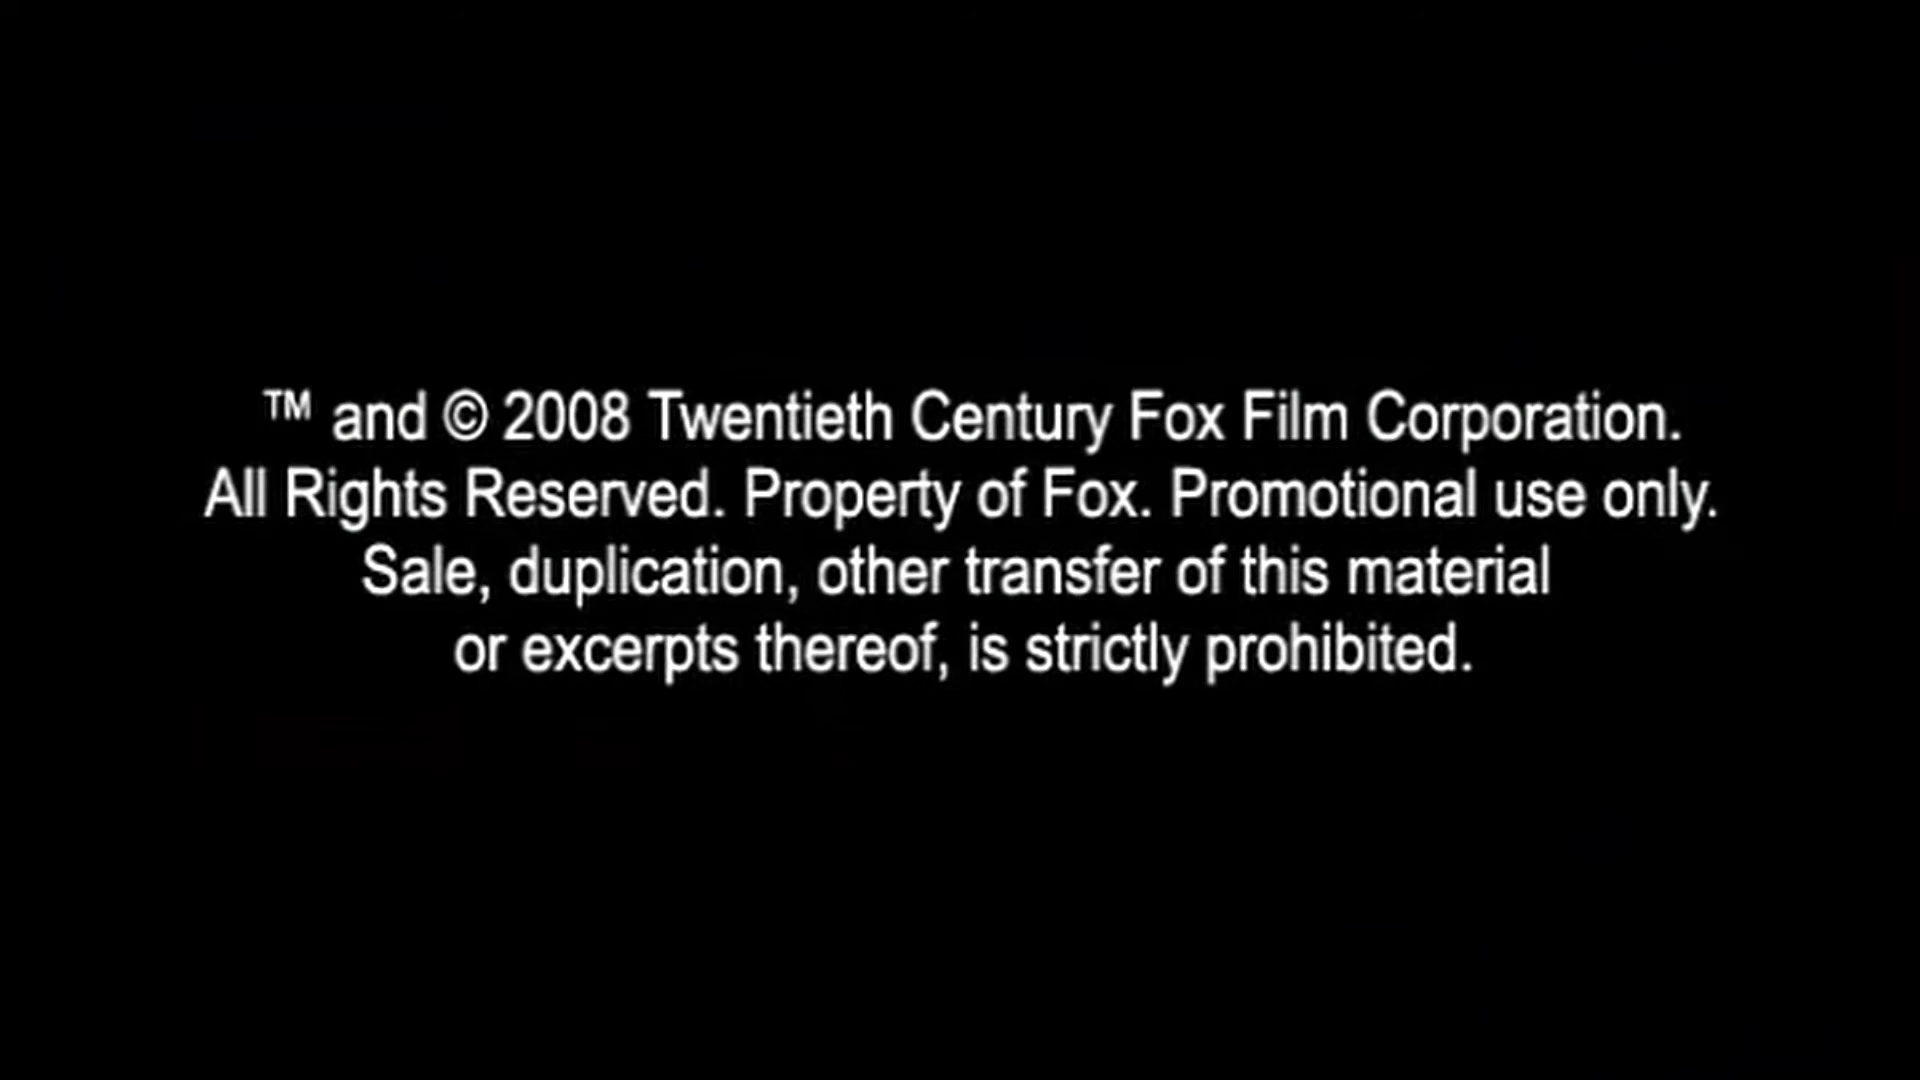 ™ and © 2008 Twentieth Century Fox Film Corporation.
All Rights Reserved. Property of Fox. Promotional use only.
Sale, duplication, other transfer of this material
or excerpts thereof, is strictly prohibited.